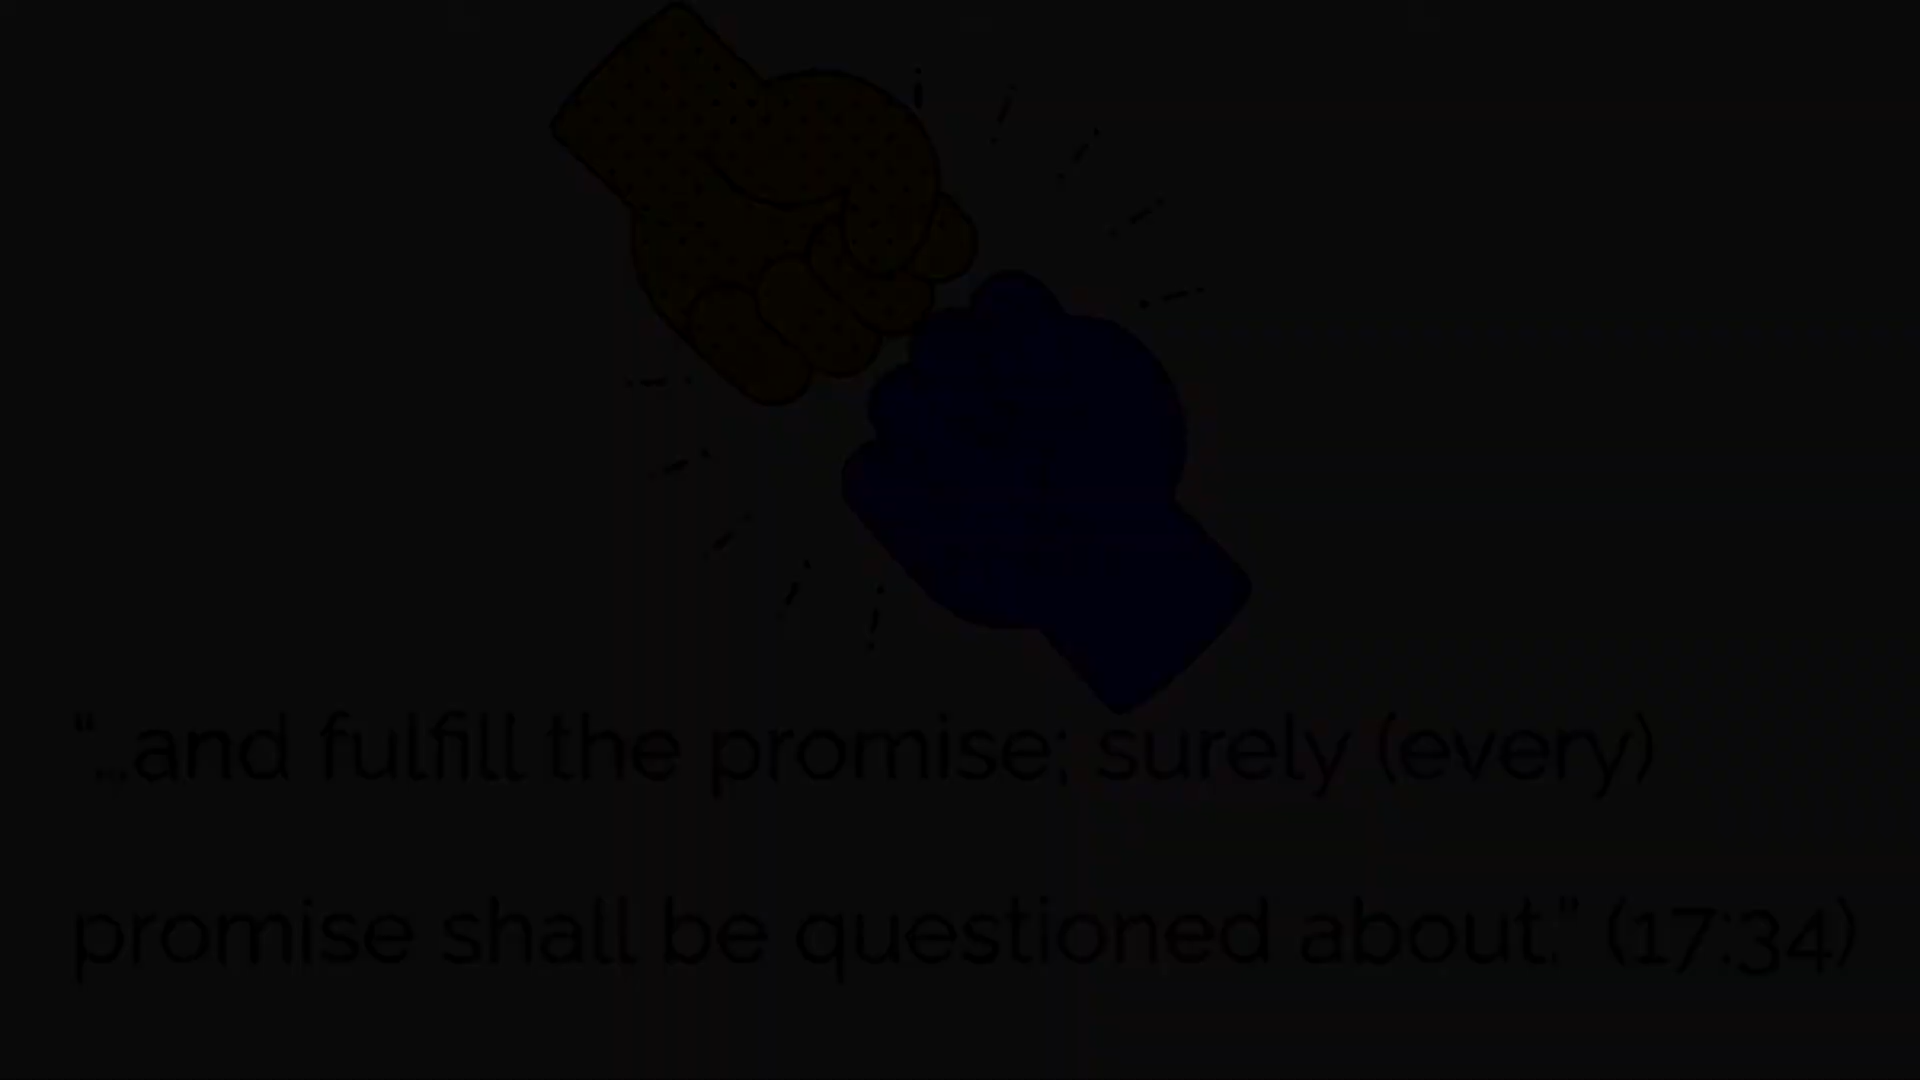 “...and fulfill the promise; surely (every)
promise shall be questioned about.” (17:34)